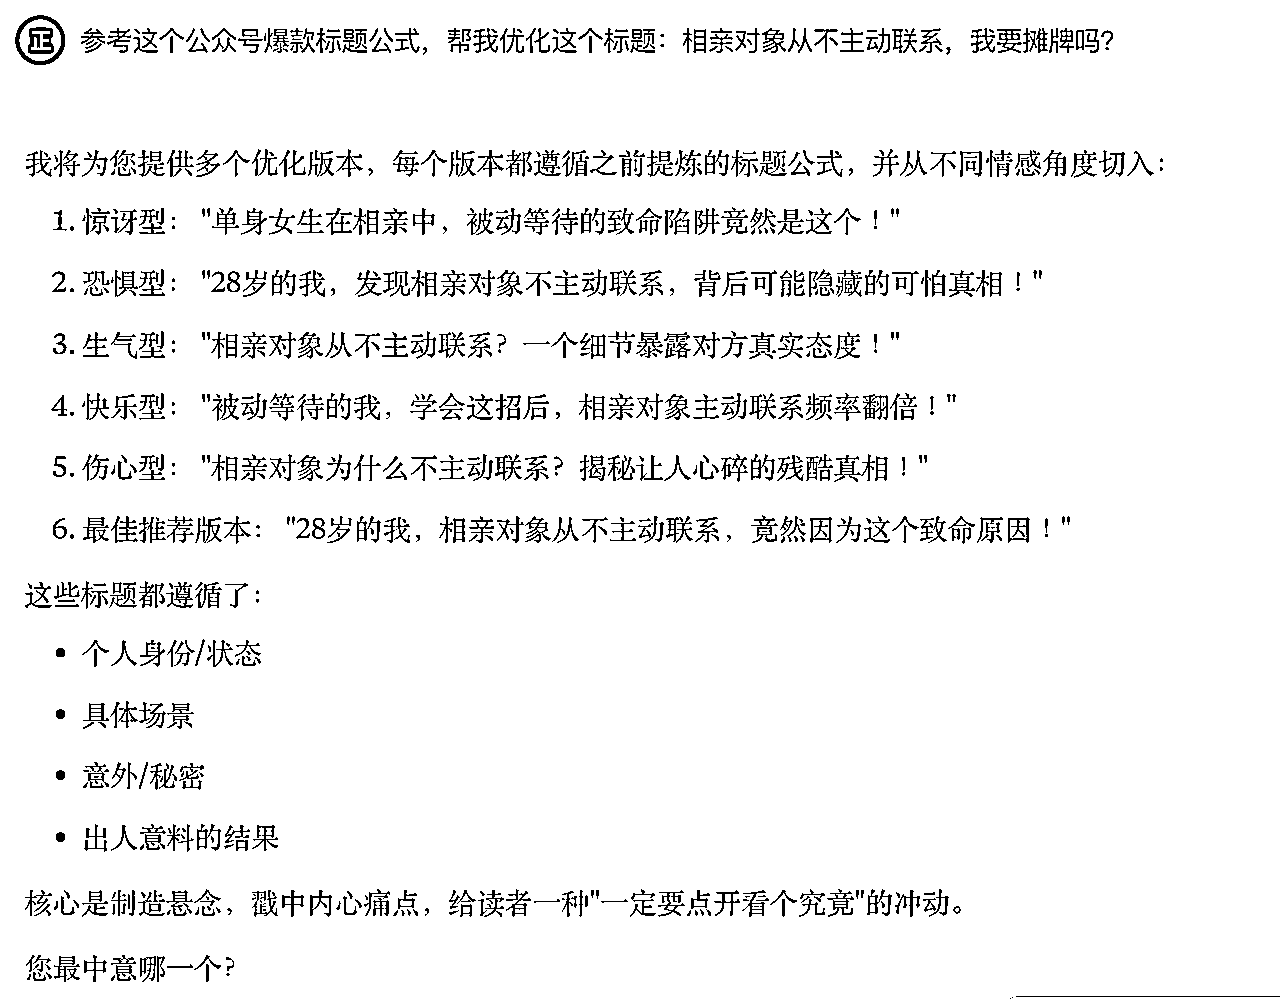 正 参考这个公众号爆款标题公式，帮我优化这个标题：相亲对象从不主动联系，我要摊牌吗？
我将为您提供多个优化版本，每个版本都遵循之前提炼的标题公式，并从不同情感角度切入：
1. 惊讶型："单身女生在相亲中，被动等待的致命陷阱竟然是这个！"
2. 恐惧型："28岁的我，发现相亲对象不主动联系，背后可能隐藏的可怕真相！"
3. 生气型："相亲对象从不主动联系？一个细节暴露对方真实态度！"
4. 快乐型："被动等待的我，学会这招后，相亲对象主动联系频率翻倍！"
5. 伤心型："相亲对象为什么不主动联系？揭秘让人心碎的残酷真相！"
6. 最佳推荐版本："28岁的我，相亲对象从不主动联系，竟然因为这个致命原因！"
这些标题都遵循了：
• 个人身份/状态
• 具体场景
• 意外/秘密
• 出人意料的结果
核心是制造悬念，戳中内心痛点，给读者一种"一定要点开看个究竟"的冲动。
您最中意哪一个？